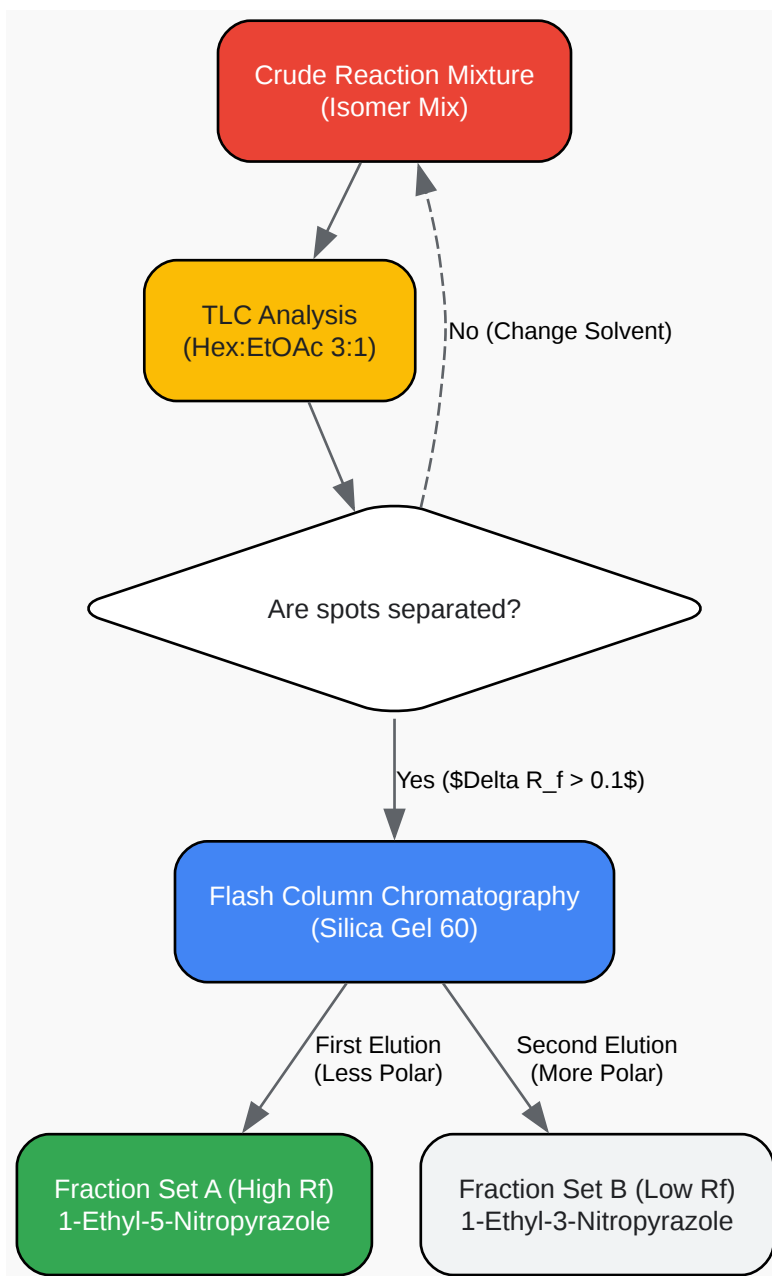 Crude Reaction Mixture
(Isomer Mix)
TLC Analysis
(Hex:EtOAc 3:1)
No (Change Solvent)
Are spots separated?
Yes ($Delta R_f > 0.1$)
Flash Column Chromatography
(Silica Gel 60)
First Elution
(Less Polar)
Second Elution
(More Polar)
Fraction Set A (High Rf)
1-Ethyl-5-Nitropyrazole
Fraction Set B (Low Rf)
1-Ethyl-3-Nitropyrazole